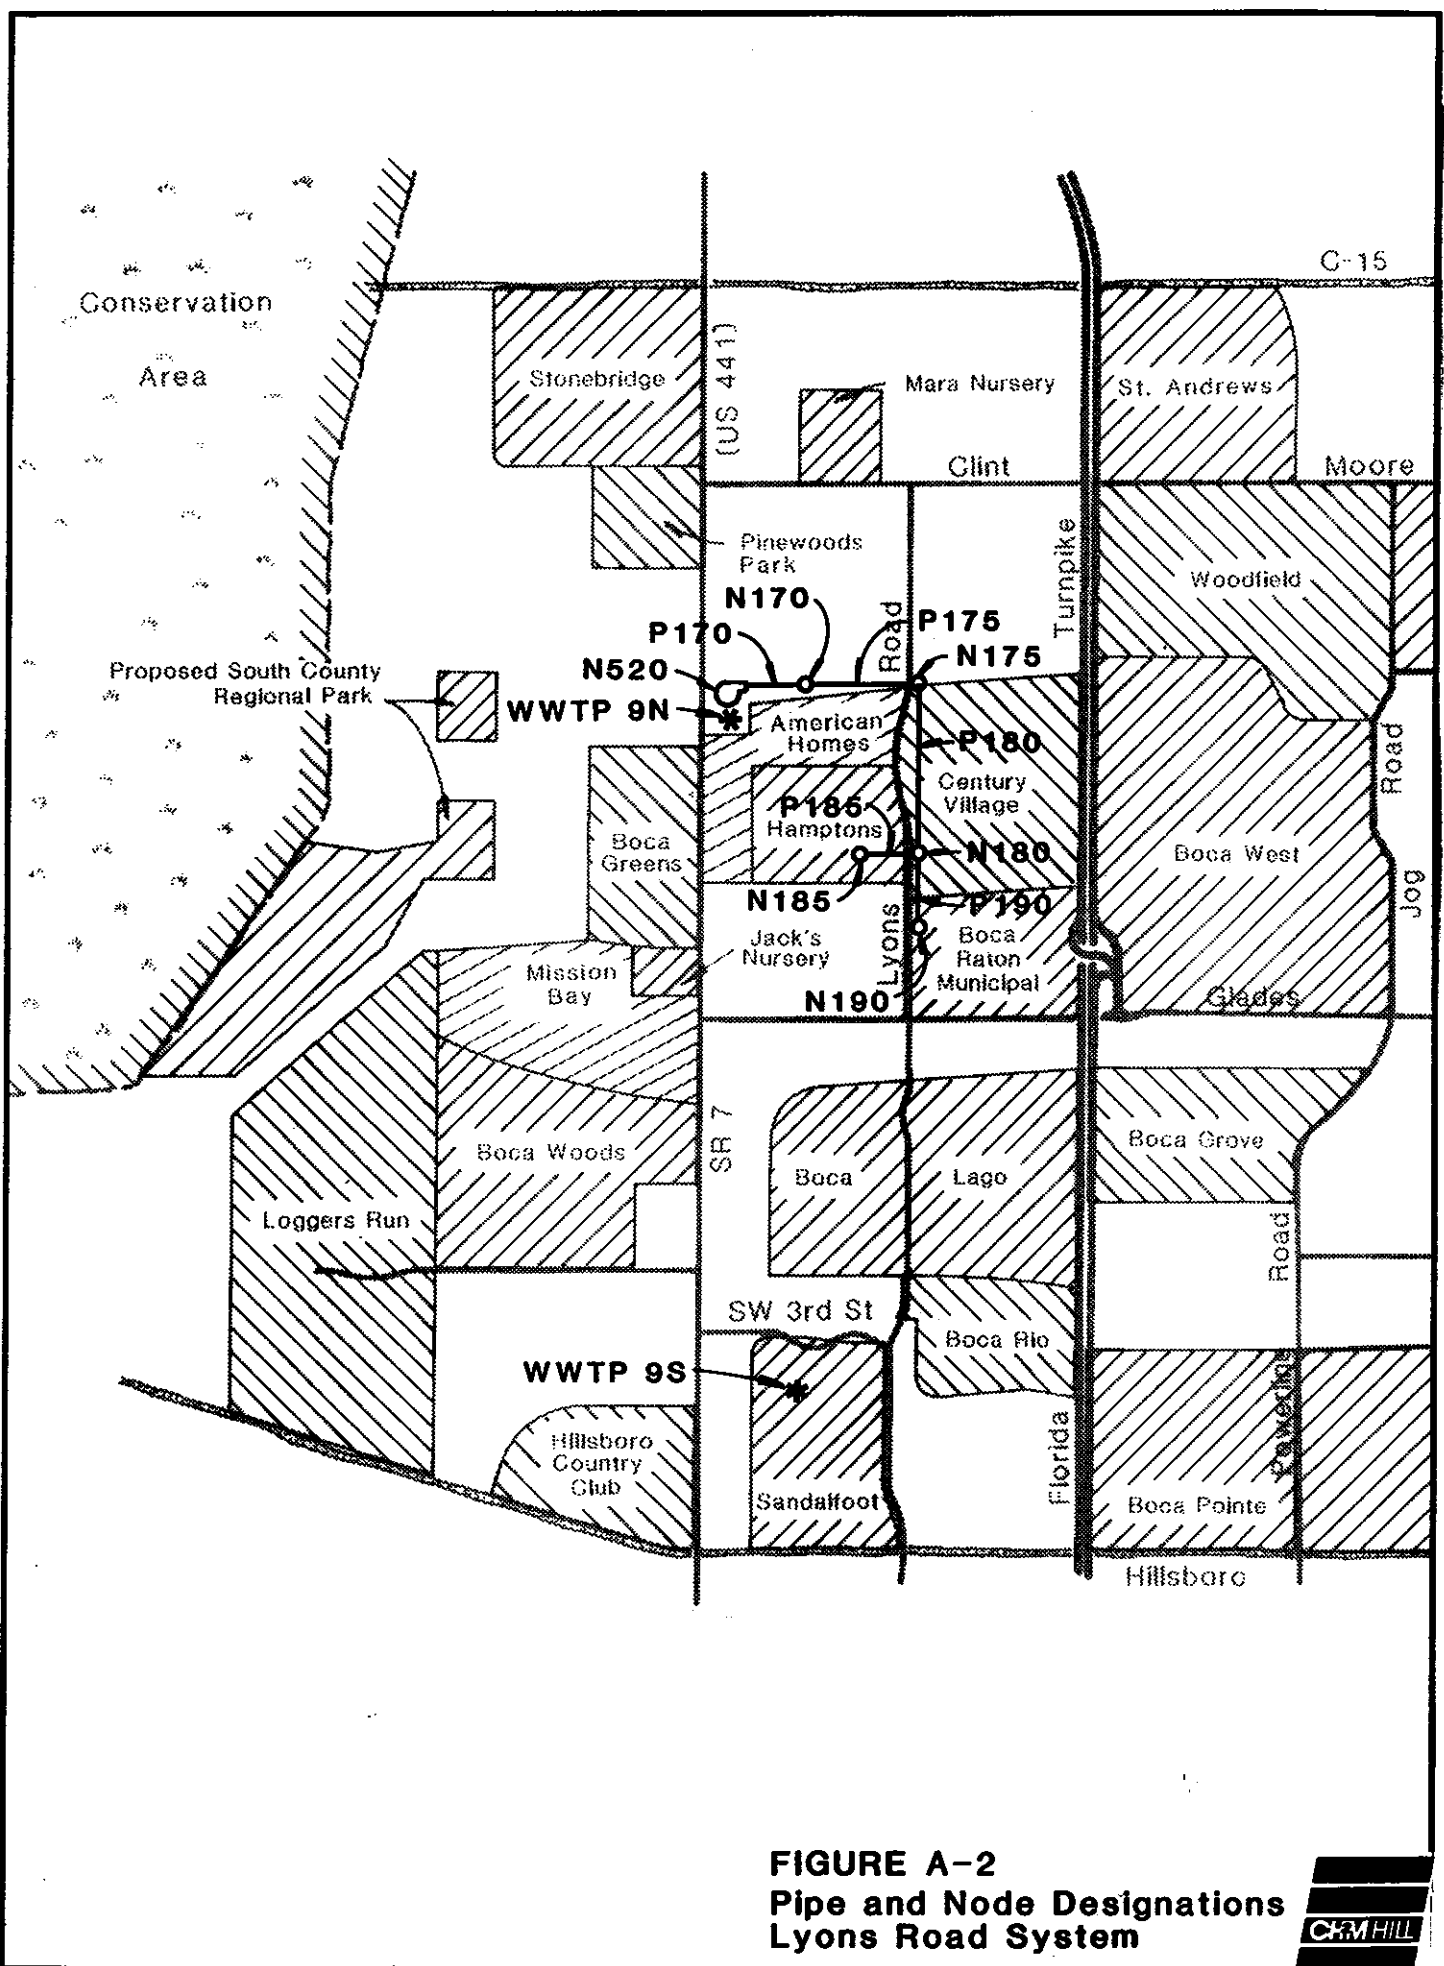 C-15
Conservation
Area
Stonebridge
(US 441)
Mara Nursery
St. Andrews
Clint
Moore
Pinewoods
Park
Turnpike
Woodfield
N170
Road
P175
P170
N175
N520
Proposed South County
Regional Park
WWTP 9N
American
Homes
P180
Road
Century
Village
P185
Hamptons
Boca
Greens
N180
Boca West
Jog
N185
P190
Lyons
Jack's
Nursery
Boca
Raton
Municipal
Mission
Bay
N190
Glades
SR 7
Boca Woods
Boca Grove
Boca
Lago
Loggers Run
Road
SW 3rd St
Boca Rio
WWTP 9S
Powerline
Florida
Hillsboro
Country
Club
Sandalfoot
Boca Pointe
Hillsboro
FIGURE A-2
Pipe and Node Designations
Lyons Road System
CH2M HILL